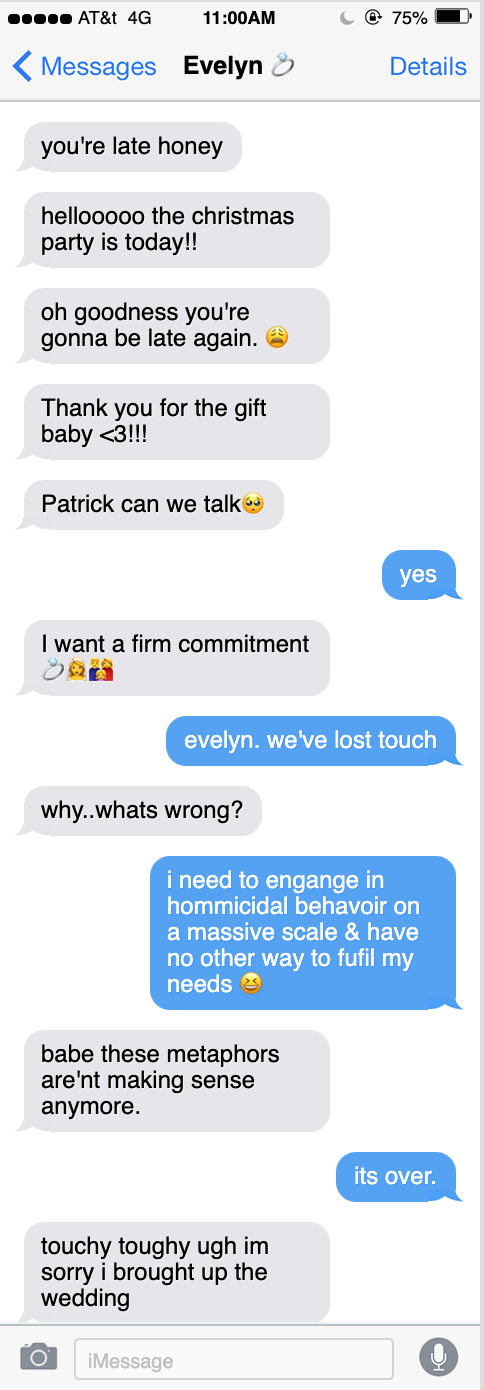 AT&t 4G 11:00AM 75%
Messages Evelyn 💍 Details
you're late honey
hellooooo the christmas
party is today!!
oh goodness you're
gonna be late again. 😩
Thank you for the gift
baby <3!!!
Patrick can we talk🥺
yes
I want a firm commitment
💍👰👨‍👩‍👧
evelyn. we've lost touch
why..whats wrong?
i need to engange in
hommicidal behavoir on
a massive scale & have
no other way to fufil my
needs 😆
babe these metaphors
are'nt making sense
anymore.
its over.
touchy toughy ugh im
sorry i brought up the
wedding
iMessage